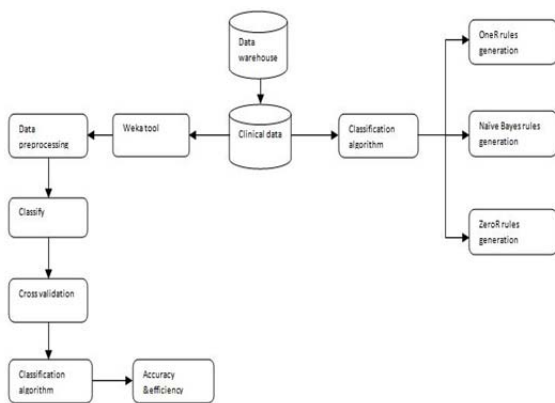 Data
warehouse
OneR rules
generation
Data
preprocessing
Weka tool
Clinical data
Classification
algorithm
Naïve Bayes rules
generation
Classify
ZeroR rules
generation
Cross validation
Classification
algorithm
Accuracy
&efficiency